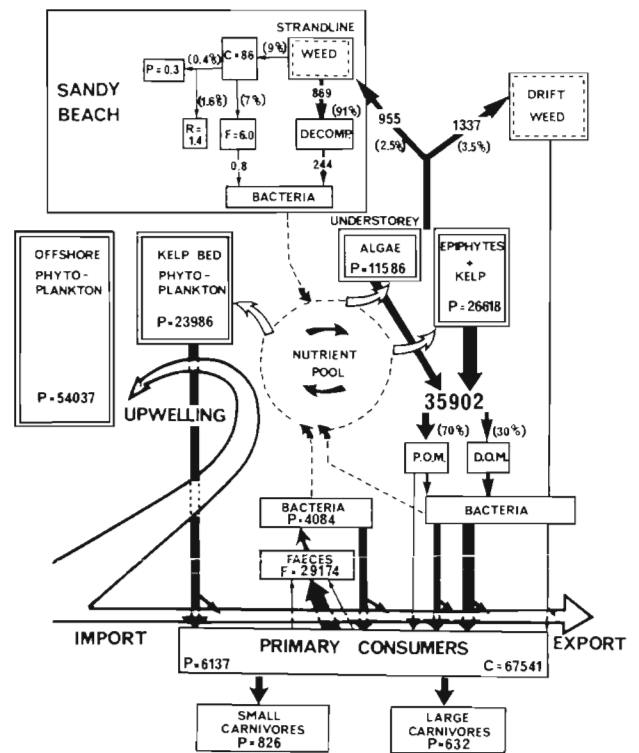 STRANDLINE
SANDY
BEACH
P=0.3
(0.4%)
C=86
(9%)
WEED
(1.6%)
(7%)
869
(91%)
R=
1.4
F=6.0
DECOMP.
0.8
244
BACTERIA
955
(2.5%)
1337
(3.5%)
DRIFT
WEED
OFFSHORE
PHYTO-
PLANKTON
P=54037
KELP BED
PHYTO-
PLANKTON
P=23986
UNDERSTOREY
ALGAE
P=11586
EPIPHYTES
+
KELP
P=26618
NUTRIENT
POOL
UPWELLING
35902
(70%)
(30%)
P.O.M.
D.O.M.
BACTERIA
P=4084
BACTERIA
FAECES
F=29174
IMPORT
EXPORT
PRIMARY CONSUMERS
P=6137
C=67541
SMALL
CARNIVORES
P=826
LARGE
CARNIVORES
P=632